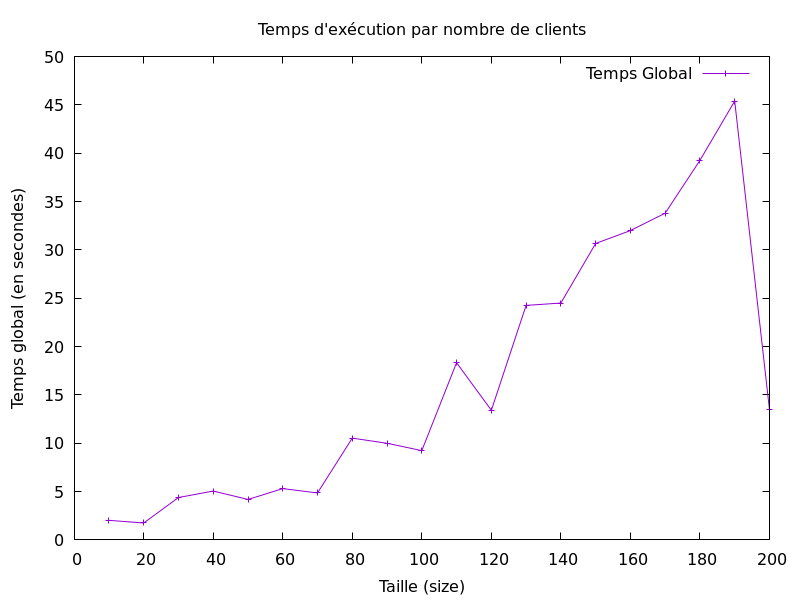 Temps d'exécution par nombre de clients
Temps Global
50
45
40
35
30
25
20
15
10
5
0
Temps global (en secondes)
0 20 40 60 80 100 120 140 160 180 200
Taille (size)